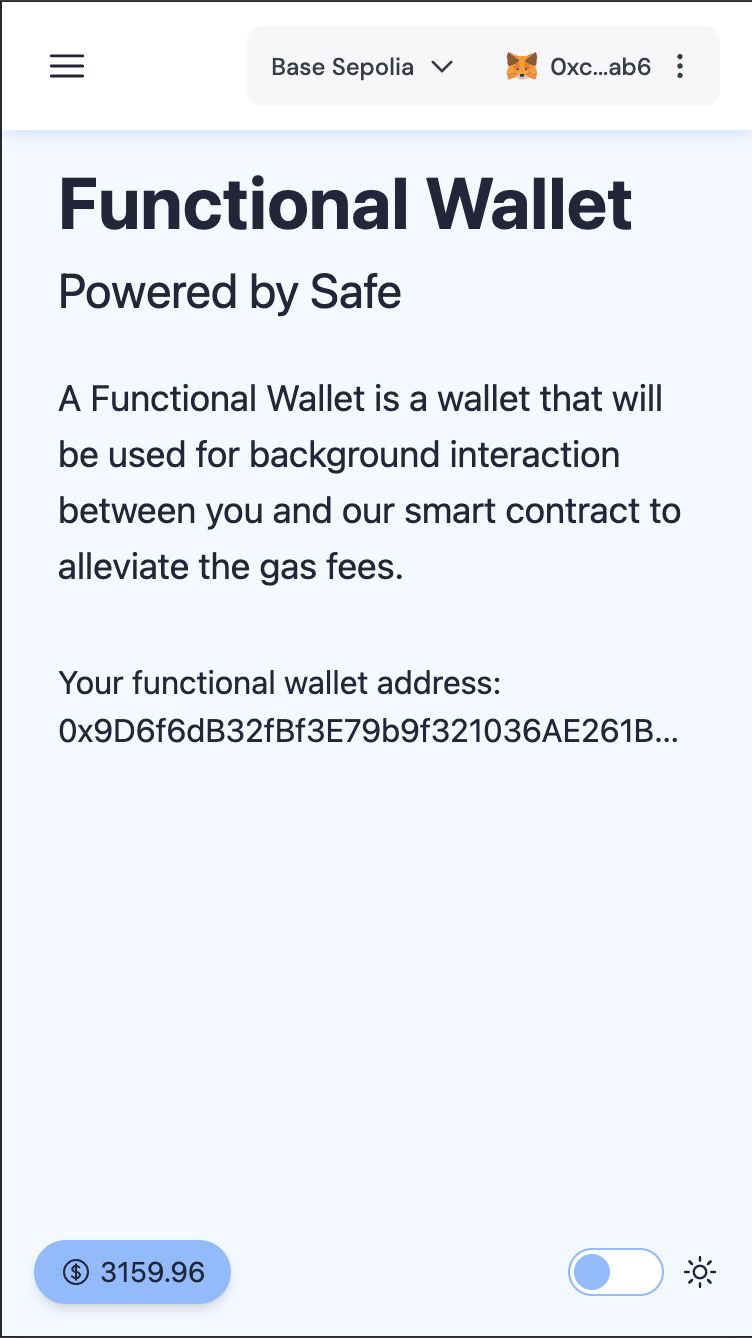 Base Sepolia
0xc...ab6
Functional Wallet
Powered by Safe
A Functional Wallet is a wallet that will
be used for background interaction
between you and our smart contract to
alleviate the gas fees.
Your functional wallet address:
0x9D6f6dB32fBf3E79b9f321036AE261B...
3159.96